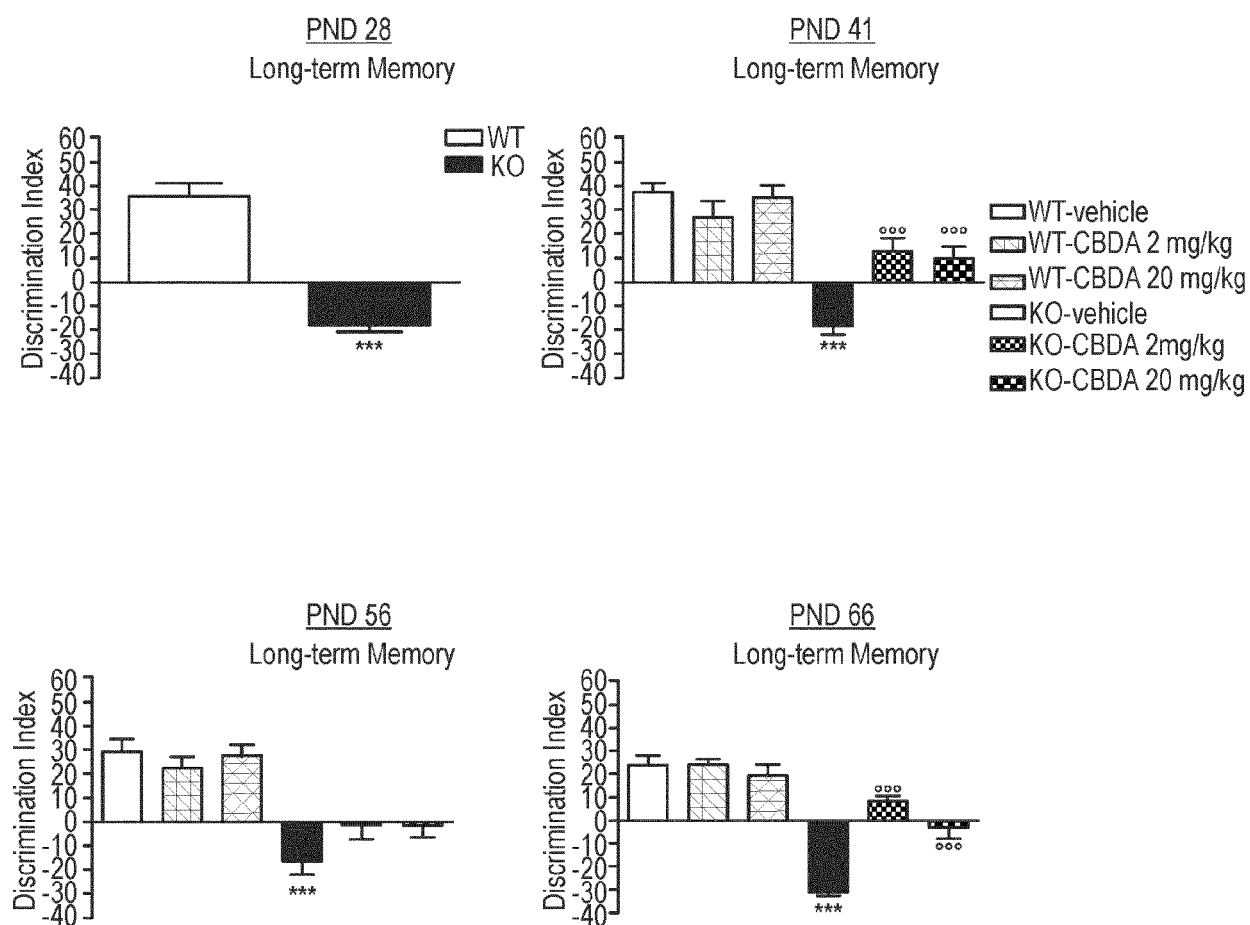 PND 28
Long-term Memory
Discrimination Index
60
50
40
30
20
10
0
-10
-20
-30
-40
WT
KO
***
PND 41
Long-term Memory
Discrimination Index
60
50
40
30
20
10
0
-10
-20
-30
-40
***
°°°
°°°
WT-vehicle
WT-CBDA 2 mg/kg
WT-CBDA 20 mg/kg
KO-vehicle
KO-CBDA 2mg/kg
KO-CBDA 20 mg/kg
PND 56
Long-term Memory
Discrimination Index
60
50
40
30
20
10
0
-10
-20
-30
-40
***
PND 66
Long-term Memory
Discrimination Index
60
50
40
30
20
10
0
-10
-20
-30
-40
***
°°°
°°°